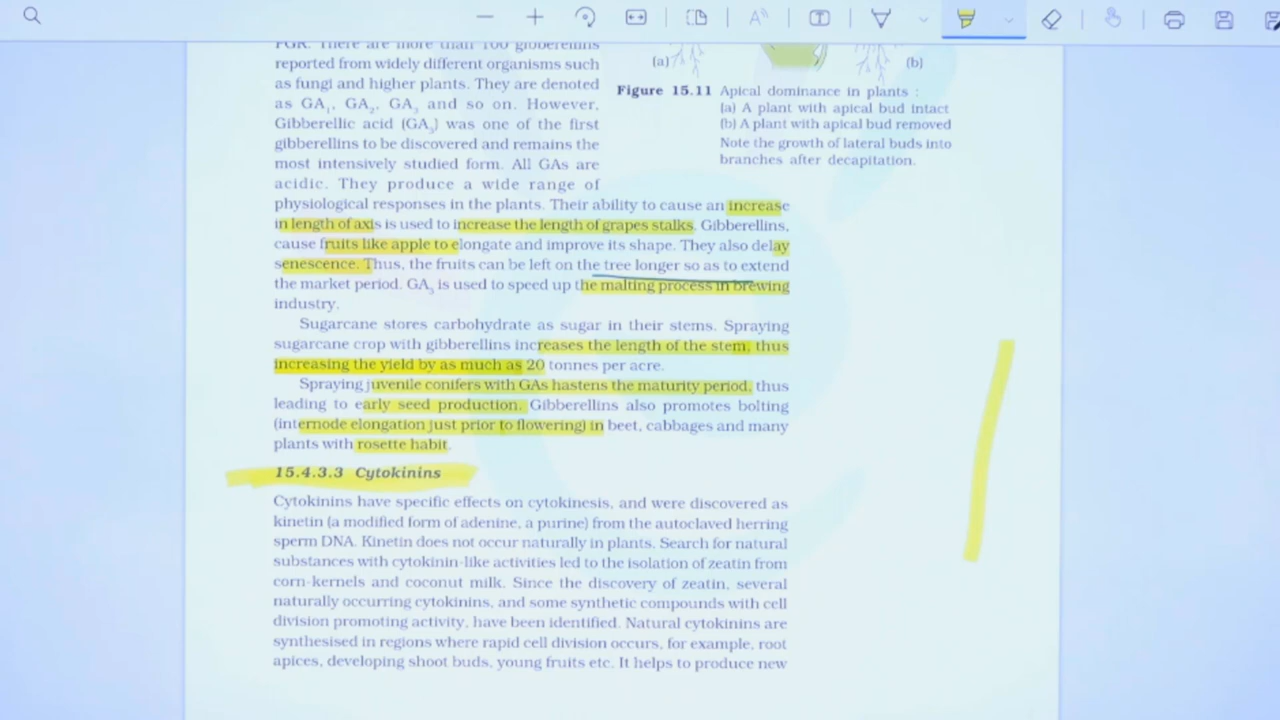 PGR. There are more than 100 gibberellins
reported from widely different organisms such
as fungi and higher plants. They are denoted
as GA₁, GA₂, GA₃ and so on. However,
Gibberellic acid (GA₃) was one of the first
gibberellins to be discovered and remains the
most intensively studied form. All GAs are
acidic. They produce a wide range of
(a)
(b)
Figure 15.11 Apical dominance in plants :
(a) A plant with apical bud intact
(b) A plant with apical bud removed
Note the growth of lateral buds into
branches after decapitation.
physiological responses in the plants. Their ability to cause an increase
in length of axis is used to increase the length of grapes stalks. Gibberellins,
cause fruits like apple to elongate and improve its shape. They also delay
senescence. Thus, the fruits can be left on the tree longer so as to extend
the market period. GA₃ is used to speed up the malting process in brewing
industry.
Sugarcane stores carbohydrate as sugar in their stems. Spraying
sugarcane crop with gibberellins increases the length of the stem, thus
increasing the yield by as much as 20 tonnes per acre.
Spraying juvenile conifers with GAs hastens the maturity period, thus
leading to early seed production. Gibberellins also promotes bolting
(internode elongation just prior to flowering) in beet, cabbages and many
plants with rosette habit.
15.4.3.3 Cytokinins
Cytokinins have specific effects on cytokinesis, and were discovered as
kinetin (a modified form of adenine, a purine) from the autoclaved herring
sperm DNA. Kinetin does not occur naturally in plants. Search for natural
substances with cytokinin-like activities led to the isolation of zeatin from
corn-kernels and coconut milk. Since the discovery of zeatin, several
naturally occurring cytokinins, and some synthetic compounds with cell
division promoting activity, have been identified. Natural cytokinins are
synthesised in regions where rapid cell division occurs, for example, root
apices, developing shoot buds, young fruits etc. It helps to produce new